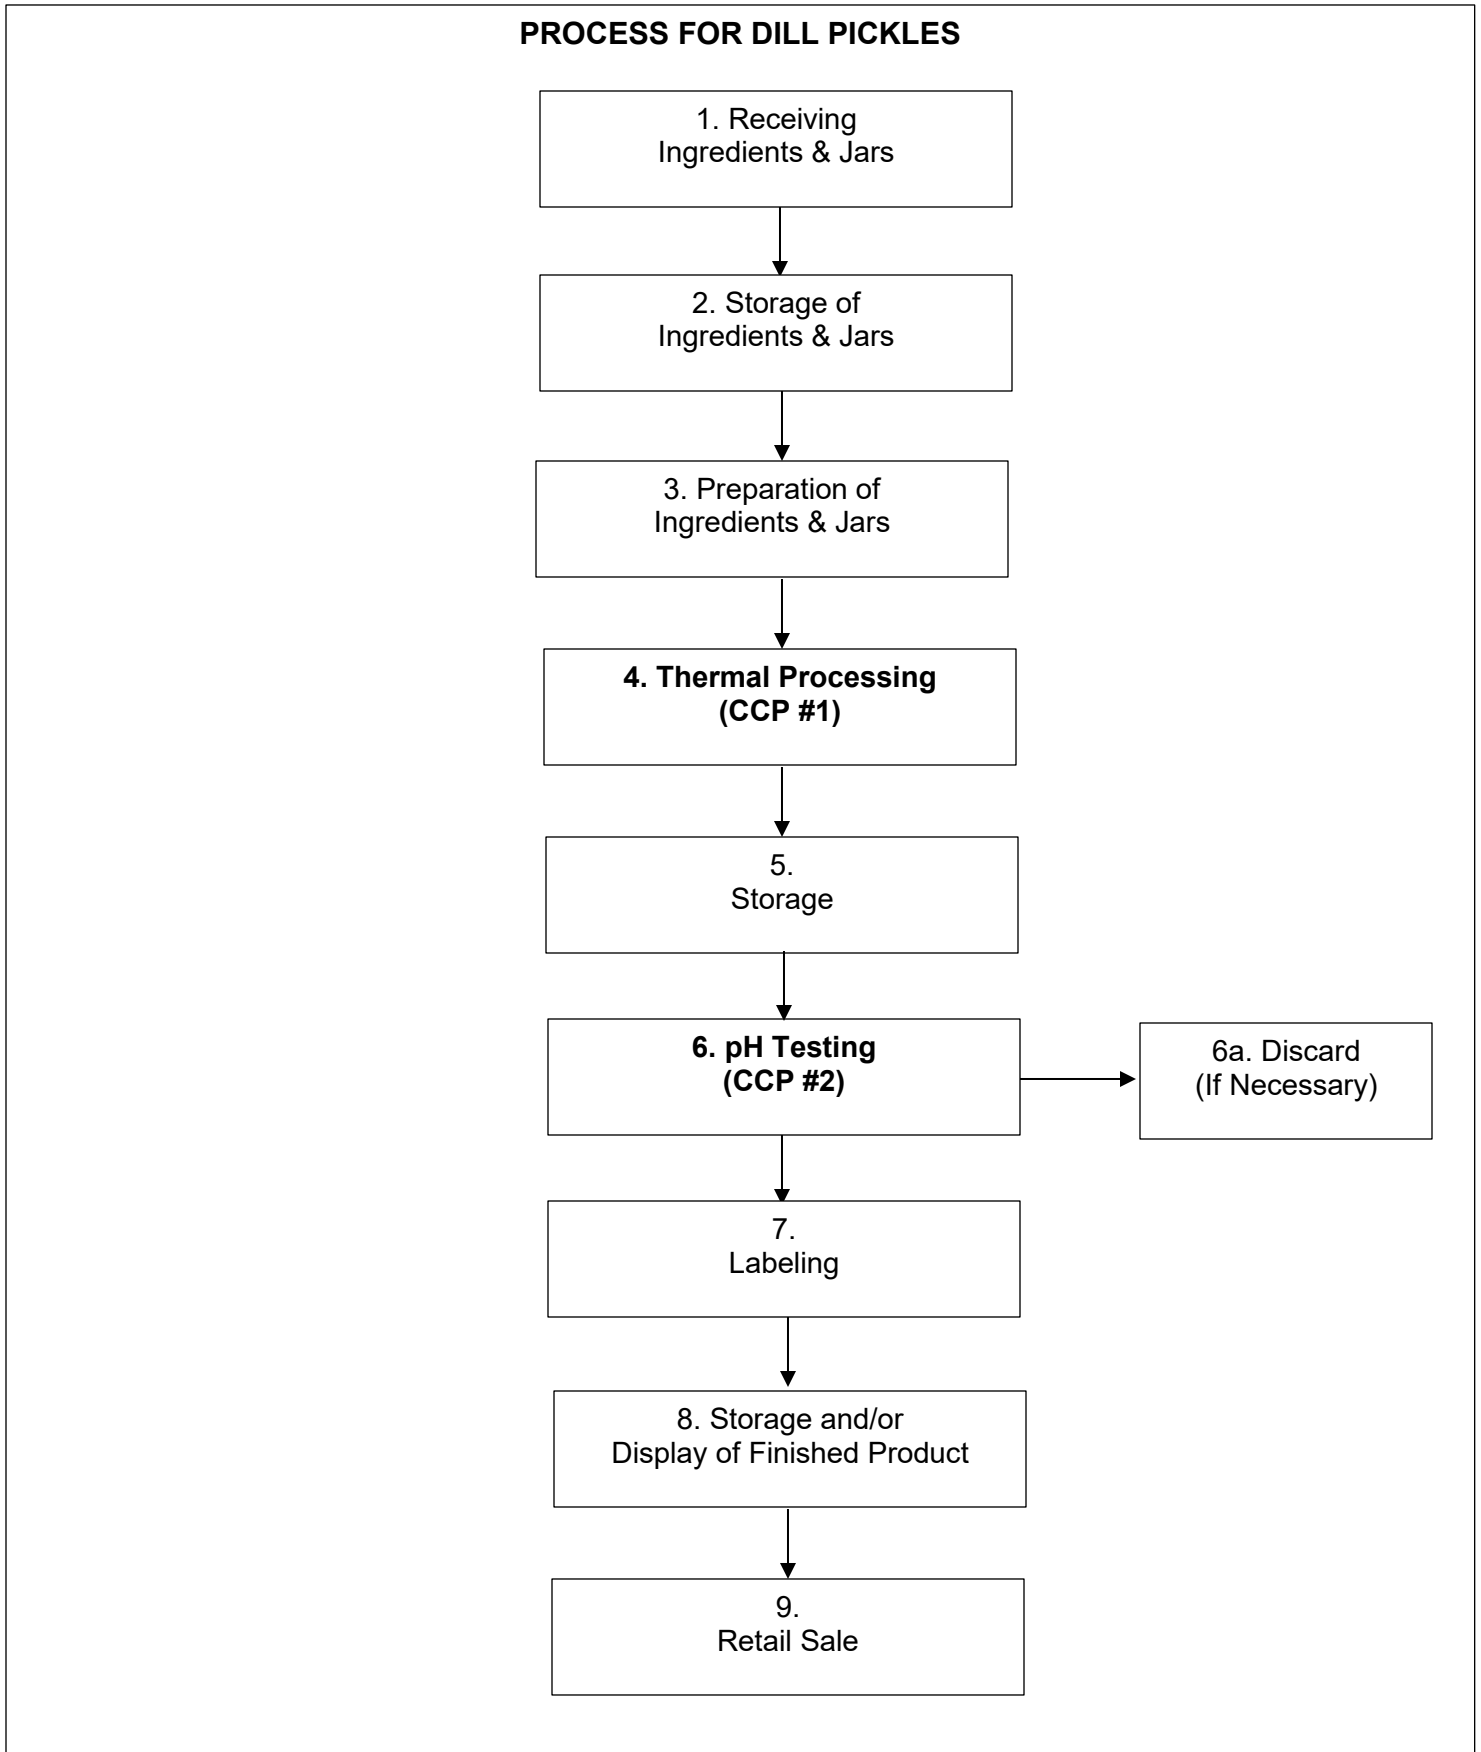 PROCESS FOR DILL PICKLES
1. Receiving
Ingredients & Jars
2. Storage of
Ingredients & Jars
3. Preparation of
Ingredients & Jars
4. Thermal Processing
(CCP #1)
5.
Storage
6. pH Testing
(CCP #2)
6a. Discard
(If Necessary)
7.
Labeling
8. Storage and/or
Display of Finished Product
9.
Retail Sale